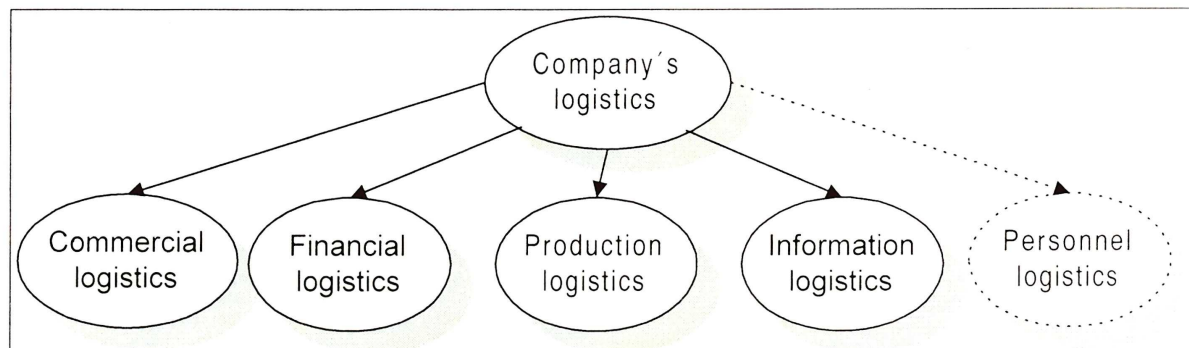 Company´s
logistics
Commercial
logistics
Financial
logistics
Production
logistics
Information
logistics
Personnel
logistics